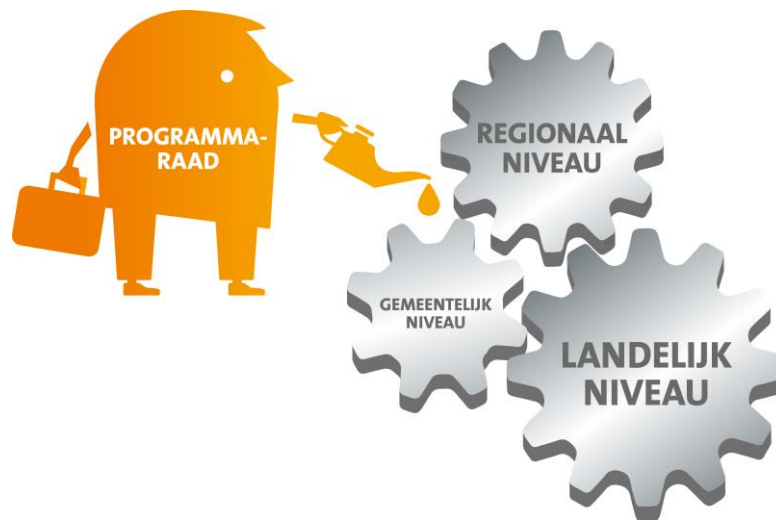 PROGRAMMA-
RAAD
REGIONAAL
NIVEAU
GEMEENTELIJK
NIVEAU
LANDELIJK
NIVEAU